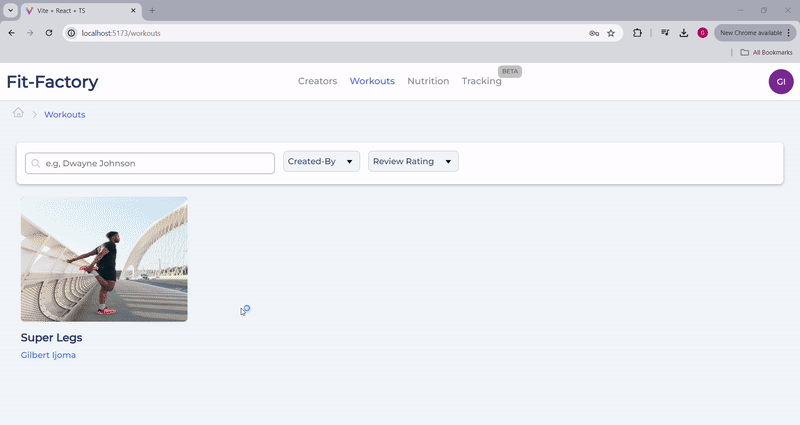 Vite + React + TS
localhost:5173/workouts
G
New Chrome available
All Bookmarks
Fit-Factory
Creators
Workouts
Nutrition
Tracking
BETA
GI
Workouts
e.g, Dwayne Johnson
Created-By
Review Rating
Super Legs
Gilbert Ijoma